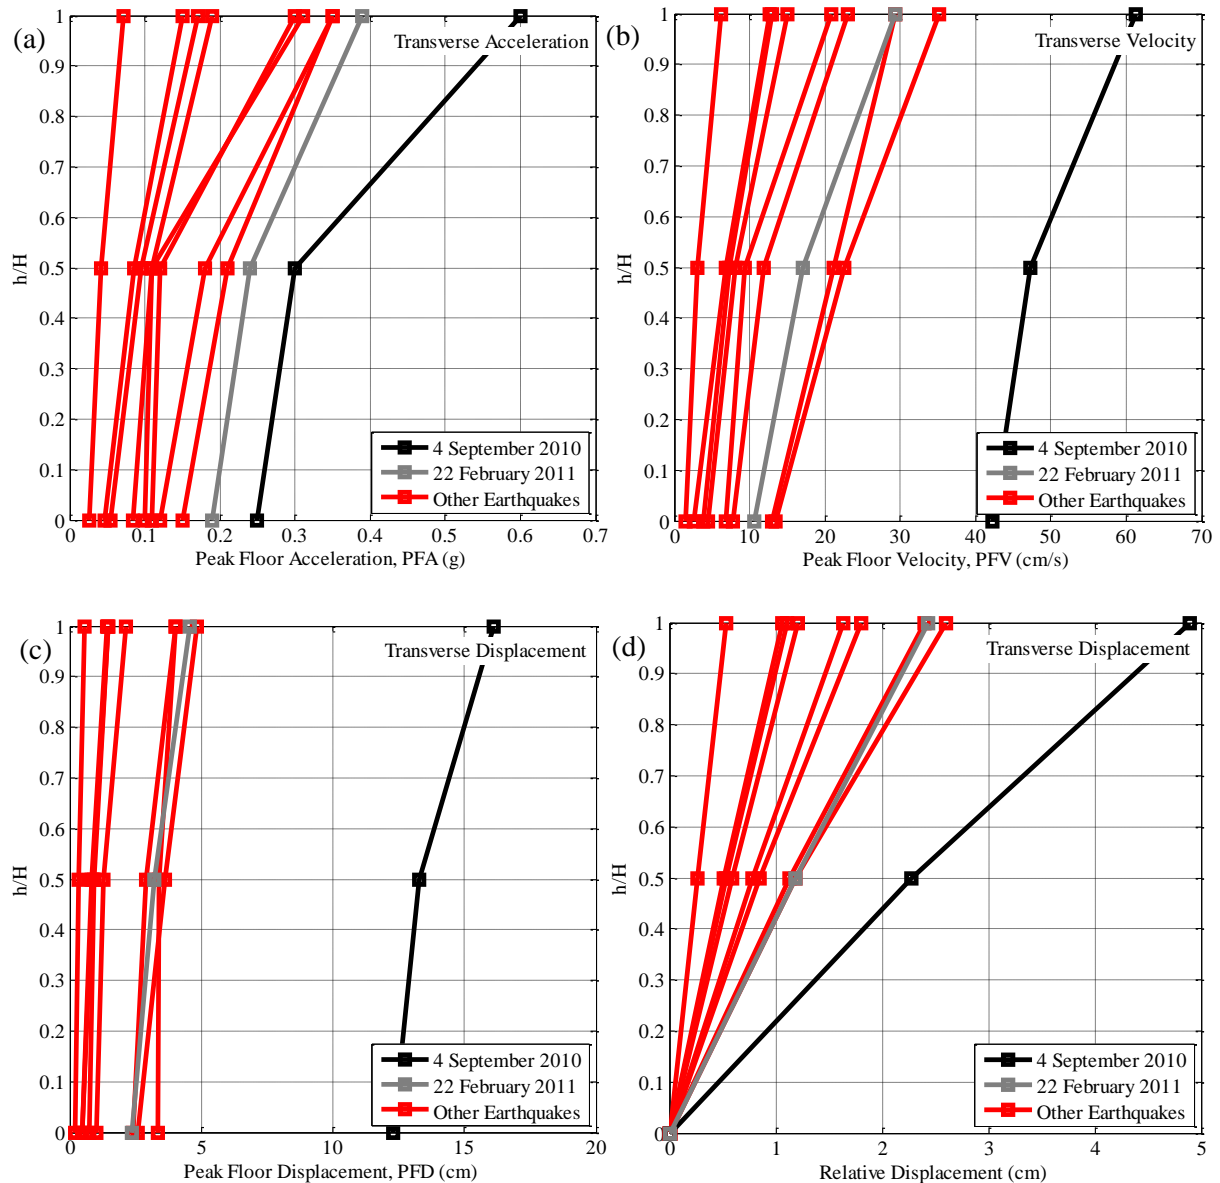 (a)
Transverse Acceleration
1
0.9
0.8
0.7
0.6
0.5
0.4
0.3
0.2
0.1
0
h/H
4 September 2010
22 February 2011
Other Earthquakes
0 0.1 0.2 0.3 0.4 0.5 0.6 0.7
Peak Floor Acceleration, PFA (g)
(b)
Transverse Velocity
1
0.9
0.8
0.7
0.6
0.5
0.4
0.3
0.2
0.1
0
h/H
4 September 2010
22 February 2011
Other Earthquakes
0 10 20 30 40 50 60 70
Peak Floor Velocity, PFV (cm/s)
(c)
Transverse Displacement
1
0.9
0.8
0.7
0.6
0.5
0.4
0.3
0.2
0.1
0
h/H
4 September 2010
22 February 2011
Other Earthquakes
0 5 10 15 20
Peak Floor Displacement, PFD (cm)
(d)
Transverse Displacement
1
0.9
0.8
0.7
0.6
0.5
0.4
0.3
0.2
0.1
0
h/H
4 September 2010
22 February 2011
Other Earthquakes
0 1 2 3 4 5
Relative Displacement (cm)